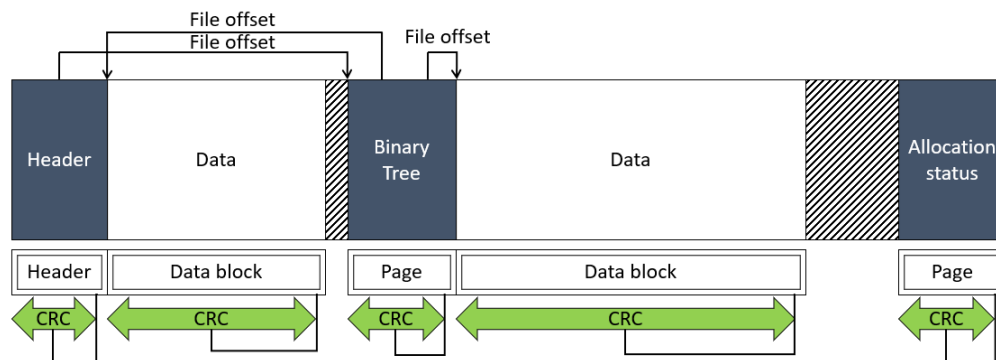 File offset
File offset
File offset
Header
Data
Binary
Tree
Data
Allocation
status
Header
Data block
Page
Data block
Page
CRC
CRC
CRC
CRC
CRC